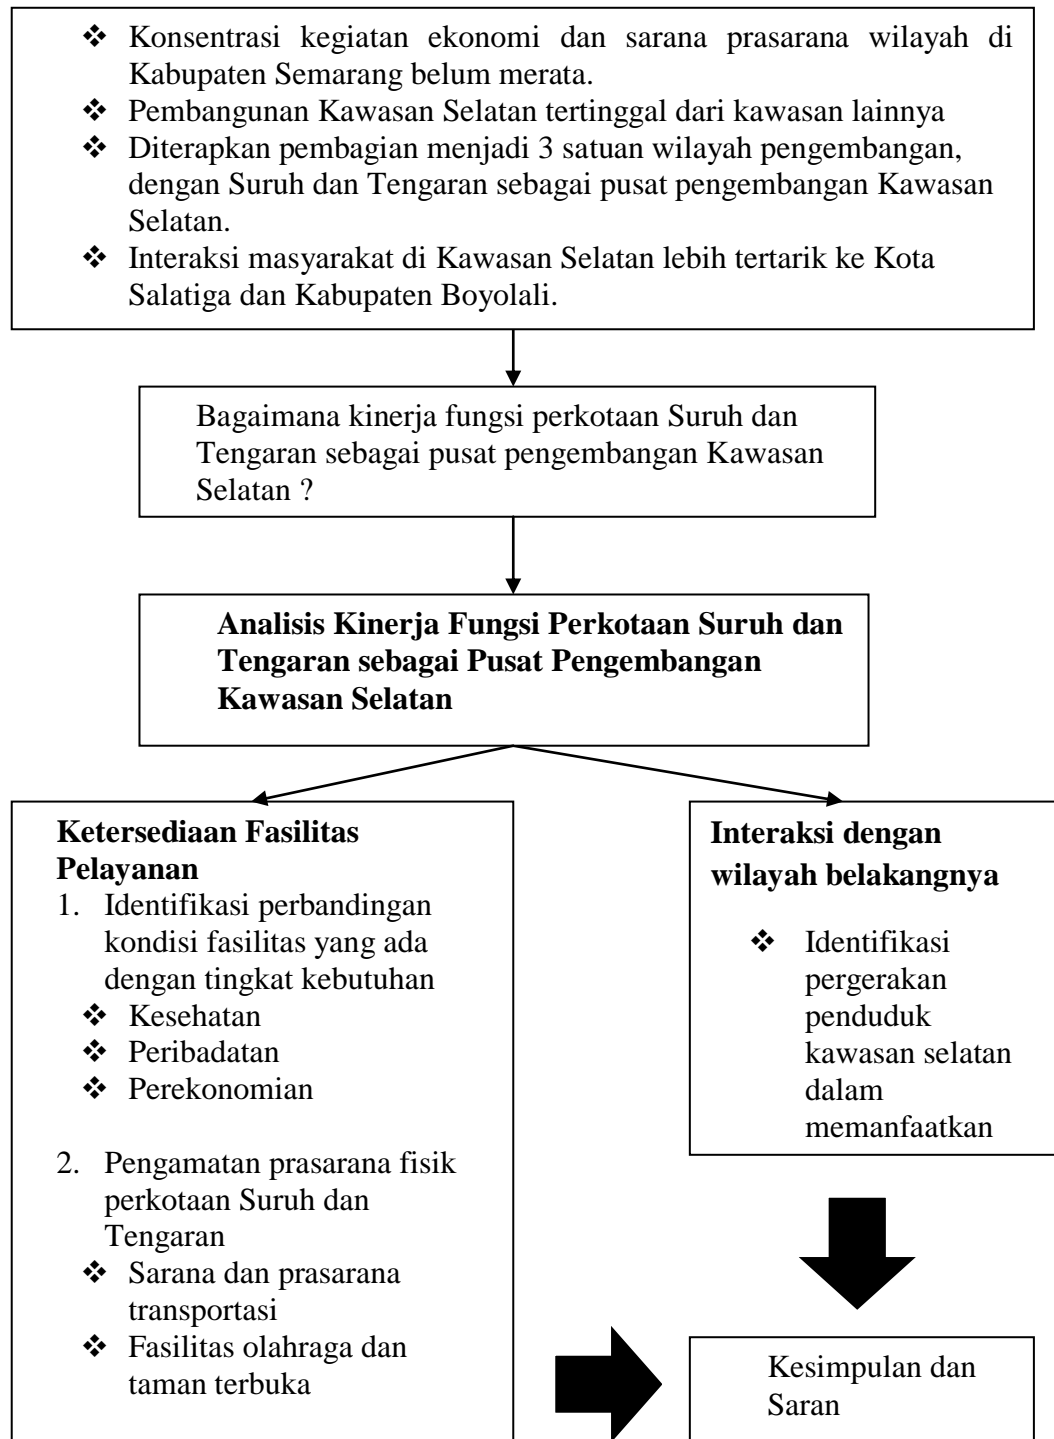 ❖ Konsentrasi kegiatan ekonomi dan sarana prasarana wilayah di
Kabupaten Semarang belum merata.
❖ Pembangunan Kawasan Selatan tertinggal dari kawasan lainnya
❖ Diterapkan pembagian menjadi 3 satuan wilayah pengembangan,
dengan Suruh dan Tengaran sebagai pusat pengembangan Kawasan
Selatan.
❖ Interaksi masyarakat di Kawasan Selatan lebih tertarik ke Kota
Salatiga dan Kabupaten Boyolali.
Bagaimana kinerja fungsi perkotaan Suruh dan
Tengaran sebagai pusat pengembangan Kawasan
Selatan ?
Analisis Kinerja Fungsi Perkotaan Suruh dan
Tengaran sebagai Pusat Pengembangan
Kawasan Selatan
Ketersediaan Fasilitas
Pelayanan
1. Identifikasi perbandingan
kondisi fasilitas yang ada
dengan tingkat kebutuhan
❖ Kesehatan
❖ Peribadatan
❖ Perekonomian
2. Pengamatan prasarana fisik
perkotaan Suruh dan
Tengaran
❖ Sarana dan prasarana
transportasi
❖ Fasilitas olahraga dan
taman terbuka
Interaksi dengan
wilayah belakangnya
❖ Identifikasi
pergerakan
penduduk
kawasan selatan
dalam
memanfaatkan
Kesimpulan dan
Saran